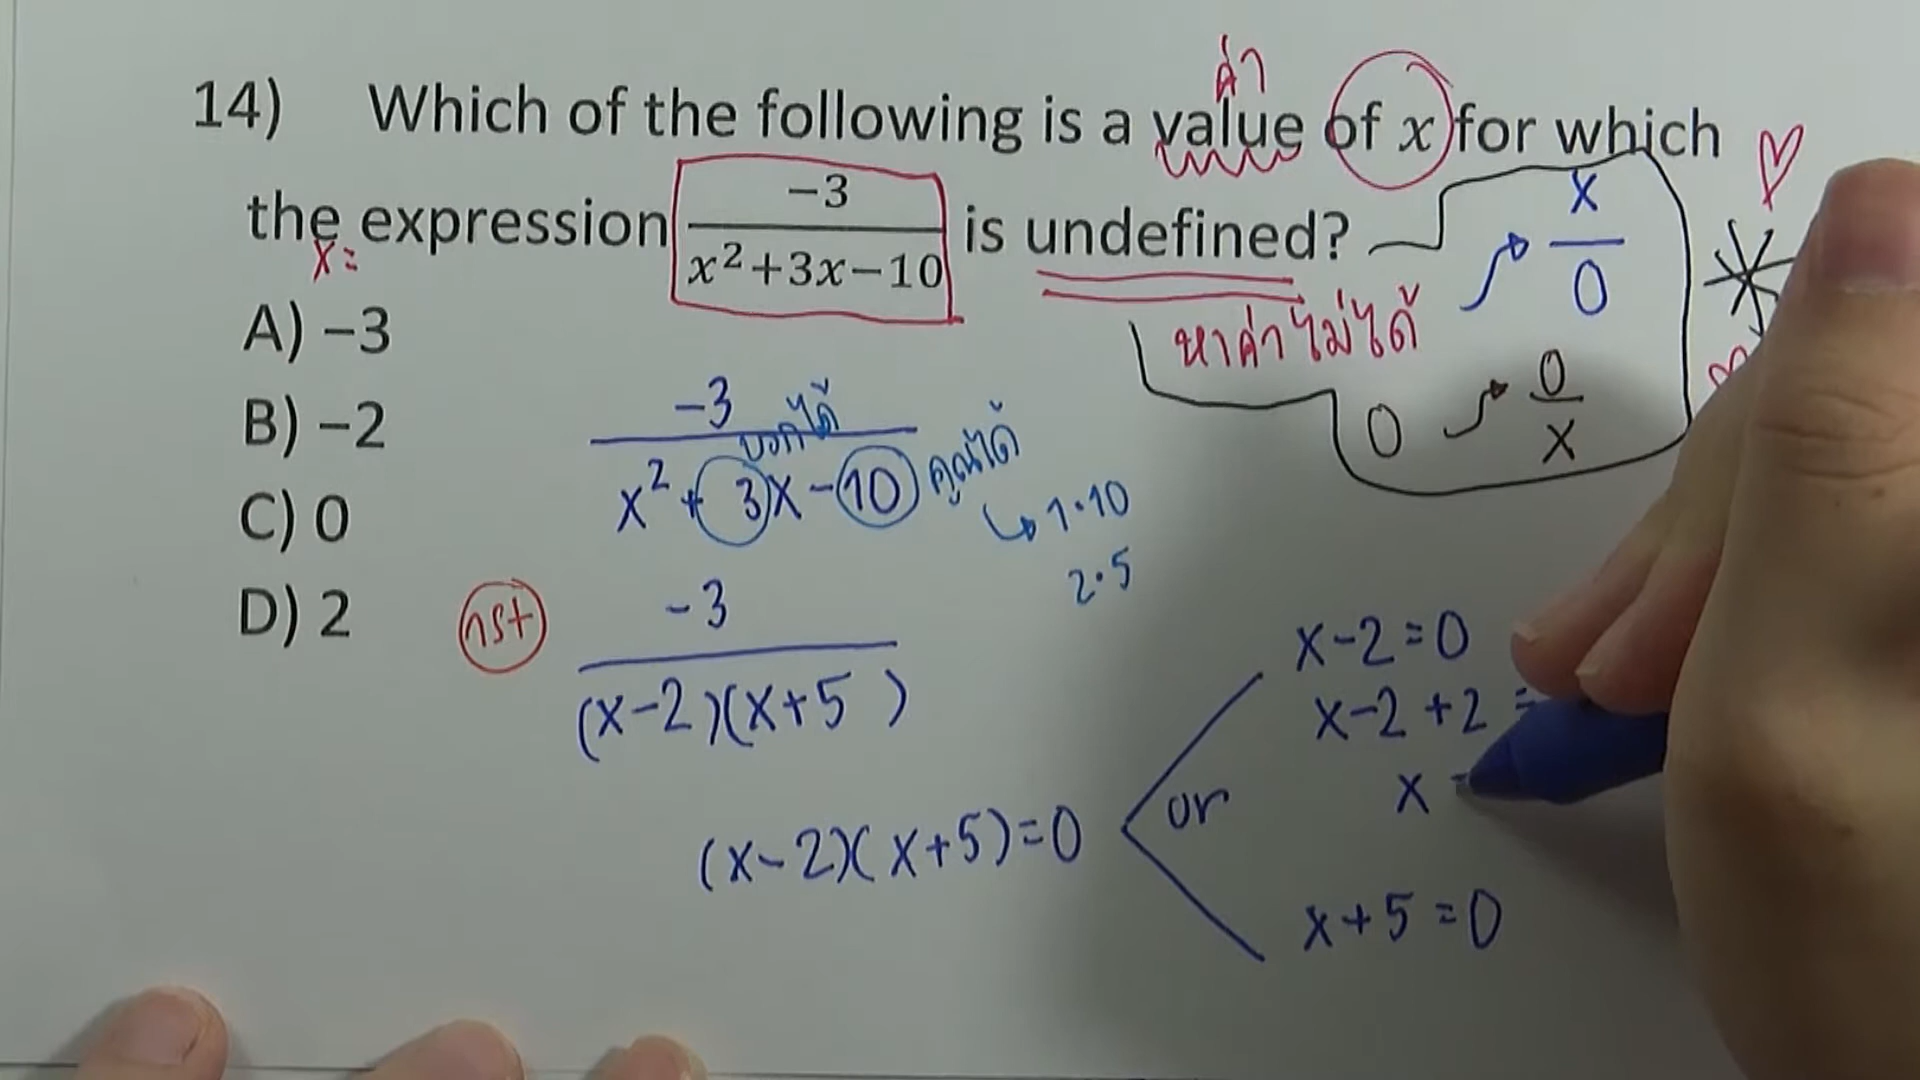 ค่า
14) Which of the following is a value of x for which
the expression −3 / x²+3x−10 is undefined?
x/0
x =
หาค่าไม่ได้
0
0/x
A) −3
B) −2
C) 0
D) 2
-3
บวกได้
x² + 3x - 10 คูณได้
1·10
2·5
-3
(x-2)(x+5)
(x-2)(x+5)=0
or
x-2=0
x-2+2 =
x =
x+5=0